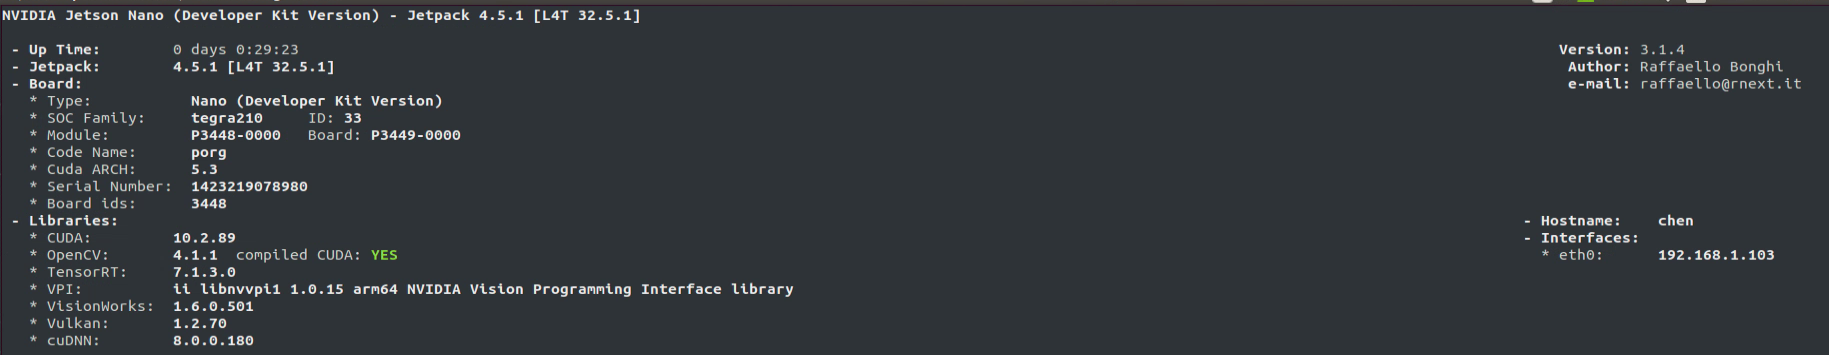 NVIDIA Jetson Nano (Developer Kit Version) - Jetpack 4.5.1 [L4T 32.5.1]
- Up Time: 0 days 0:29:23 Version: 3.1.4
- Jetpack: 4.5.1 [L4T 32.5.1] Author: Raffaello Bonghi
- Board: e-mail: raffaello@rnext.it
* Type: Nano (Developer Kit Version)
* SOC Family: tegra210 ID: 33
* Module: P3448-0000 Board: P3449-0000
* Code Name: porg
* Cuda ARCH: 5.3
* Serial Number: 1423219078980
* Board ids: 3448
- Libraries: - Hostname: chen
* CUDA: 10.2.89 - Interfaces:
* OpenCV: 4.1.1 compiled CUDA: YES * eth0: 192.168.1.103
* TensorRT: 7.1.3.0
* VPI: ii libnvvpi1 1.0.15 arm64 NVIDIA Vision Programming Interface library
* VisionWorks: 1.6.0.501
* Vulkan: 1.2.70
* cuDNN: 8.0.0.180